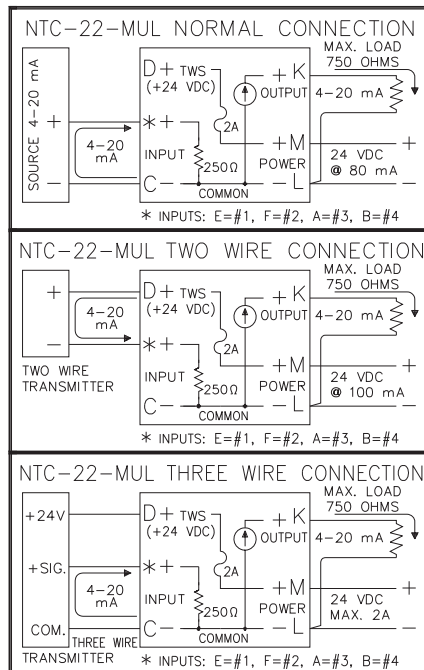 NTC-22-MUL NORMAL CONNECTION
MAX. LOAD
750 OHMS
SOURCE 4-20 mA
+
−
4-20
mA
D+ TWS
(+24 VDC)
*+
INPUT
250Ω
C−
COMMON
2A
+K
OUTPUT
4-20 mA
+M
POWER
−L
+
24 VDC
@ 80 mA
−
* INPUTS: E=#1, F=#2, A=#3, B=#4
NTC-22-MUL TWO WIRE CONNECTION
MAX. LOAD
750 OHMS
+
−
TWO WIRE
TRANSMITTER
4-20
mA
D+ TWS
(+24 VDC)
*+
INPUT
250Ω
C−
COMMON
2A
+K
OUTPUT
4-20 mA
+M
POWER
−L
+
24 VDC
@ 100 mA
−
* INPUTS: E=#1, F=#2, A=#3, B=#4
NTC-22-MUL THREE WIRE CONNECTION
MAX. LOAD
750 OHMS
+24V
+SIG.
COM.
THREE WIRE
TRANSMITTER
4-20
mA
D+ TWS
(+24 VDC)
*+
INPUT
250Ω
C−
COMMON
2A
+K
OUTPUT
4-20 mA
+M
POWER
−L
+
24 VDC
MAX. 2A
−
* INPUTS: E=#1, F=#2, A=#3, B=#4